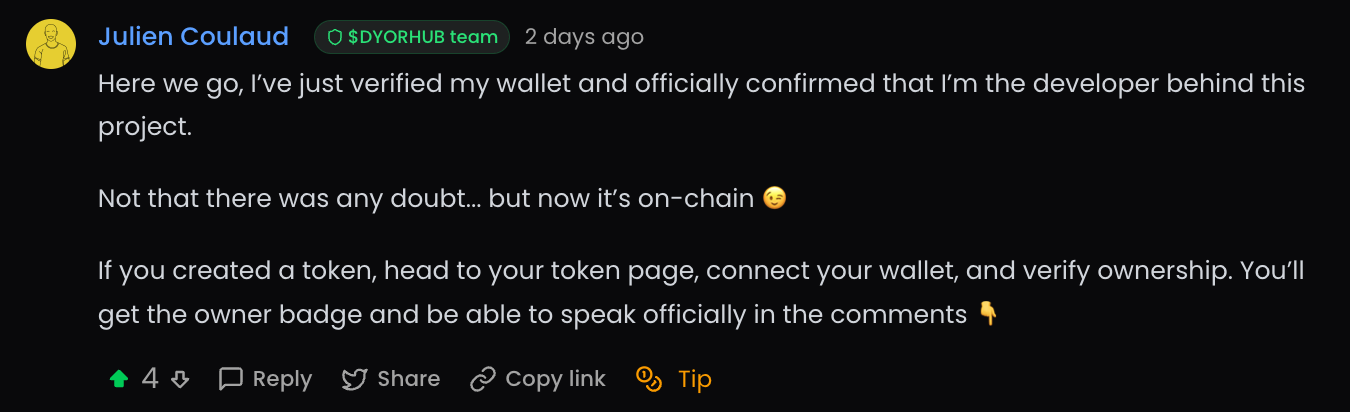 Julien Coulaud $DYORHUB team 2 days ago
Here we go, I’ve just verified my wallet and officially confirmed that I’m the developer behind this
project.
Not that there was any doubt... but now it’s on-chain 😉
If you created a token, head to your token page, connect your wallet, and verify ownership. You’ll
get the owner badge and be able to speak officially in the comments 👇
4 Reply Share Copy link Tip